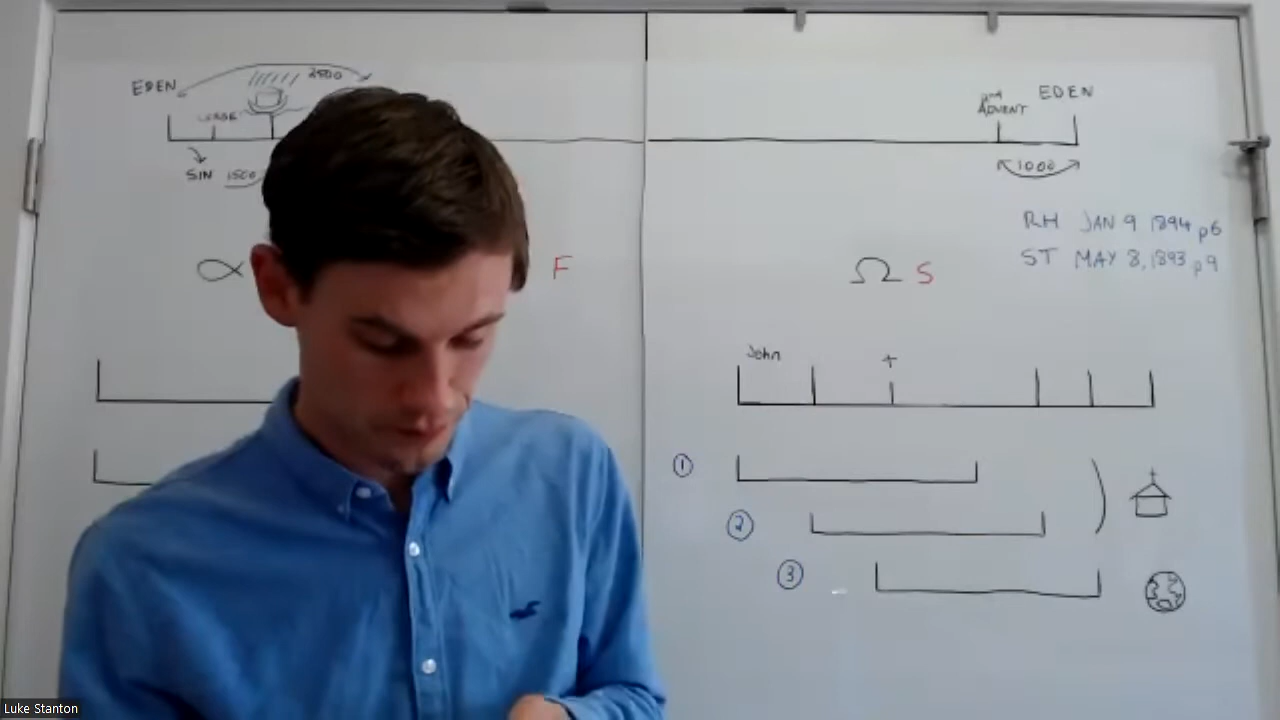 EDEN
2500
SIN 1500
2nd
ADVENT
EDEN
1000
RH JAN 9 1894 p6
ST MAY 8, 1893 p9
α
F
Ω S
John
1
2
3
Luke Stanton